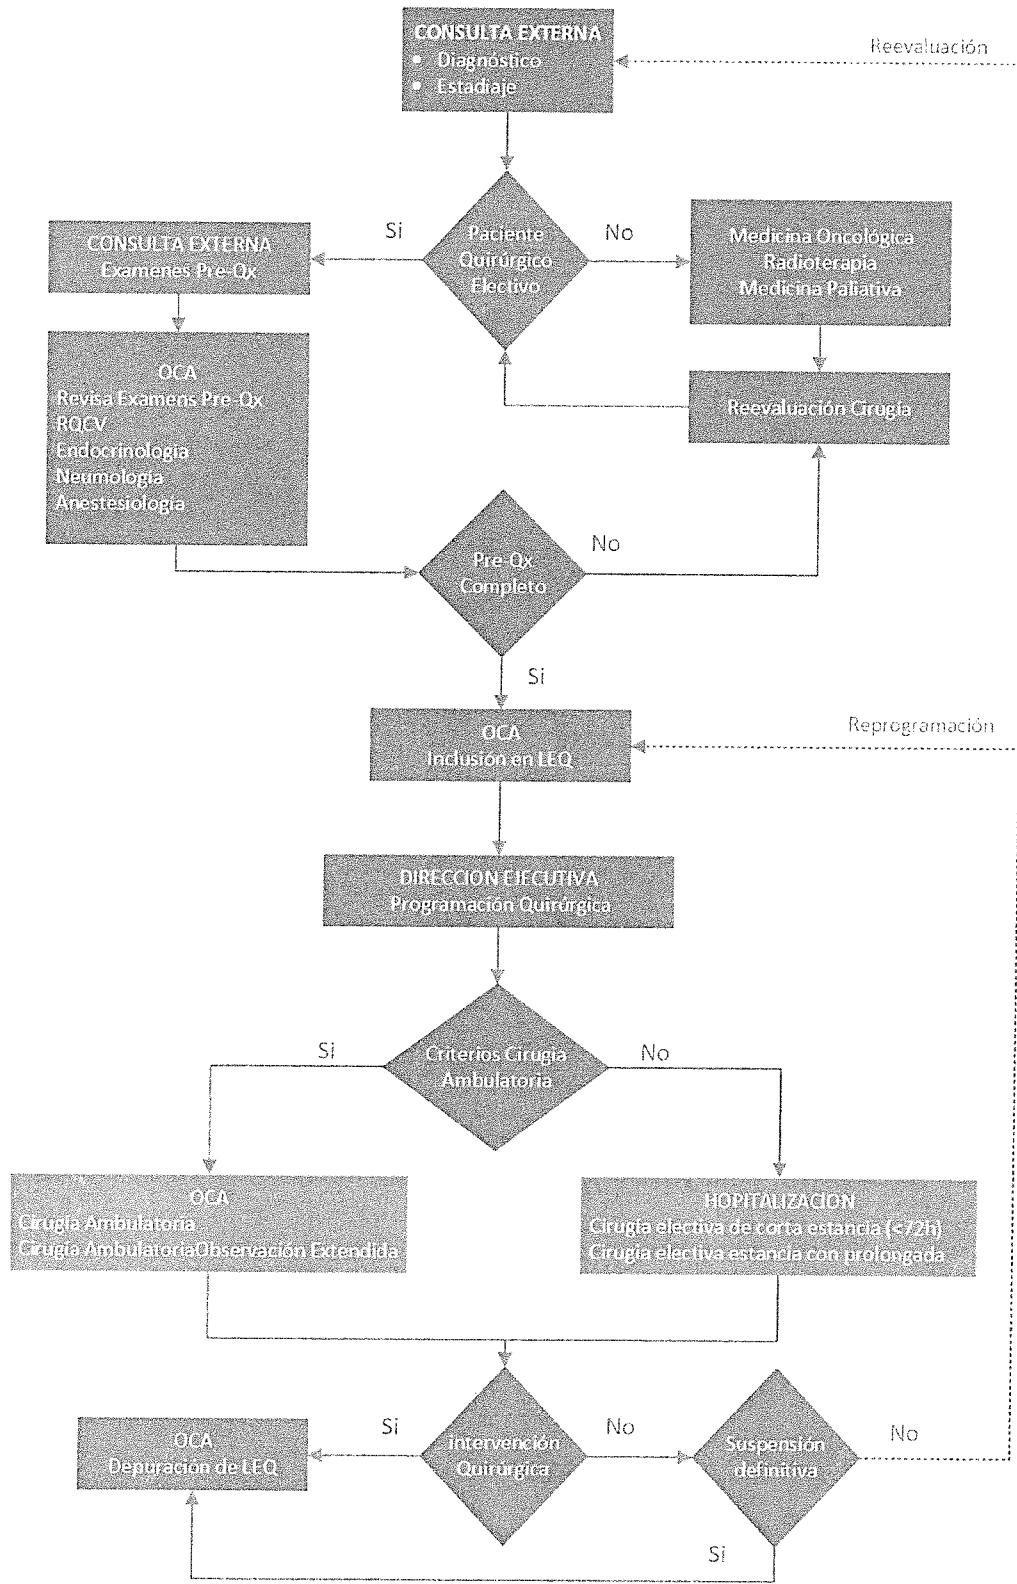 CONSULTA EXTERNA
• Diagnóstico
• Estadiaje
Reevaluación
Si
Paciente
Quirúrgico
Electivo
No
CONSULTA EXTERNA
Examenes Pre-Qx
Medicina Oncológica
Radioterapia
Medicina Paliativa
OCA
Revisa Examens Pre-Qx
RQCV
Endocrinología
Neumología
Anestesiología
Reevaluación Cirugía
Pre-Qx
Completo
No
Si
OCA
Inclusión en LEQ
Reprogramación
DIRECCION EJECUTIVA
Programación Quirúrgica
Si
Criterios Cirugía
Ambulatoria
No
OCA
Cirugía Ambulatoria
Cirugía AmbulatoriaObservación Extendida
HOPITALIZACION
Cirugía electiva de corta estancia (<72h)
Cirugía electiva estancia con prolongada
OCA
Depuración de LEQ
Si
Intervención
Quirúrgica
No
Suspensión
definitiva
No
Si